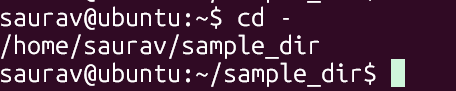 saurav@ubuntu:~$ cd -
/home/saurav/sample_dir
saurav@ubuntu:~/sample_dir$